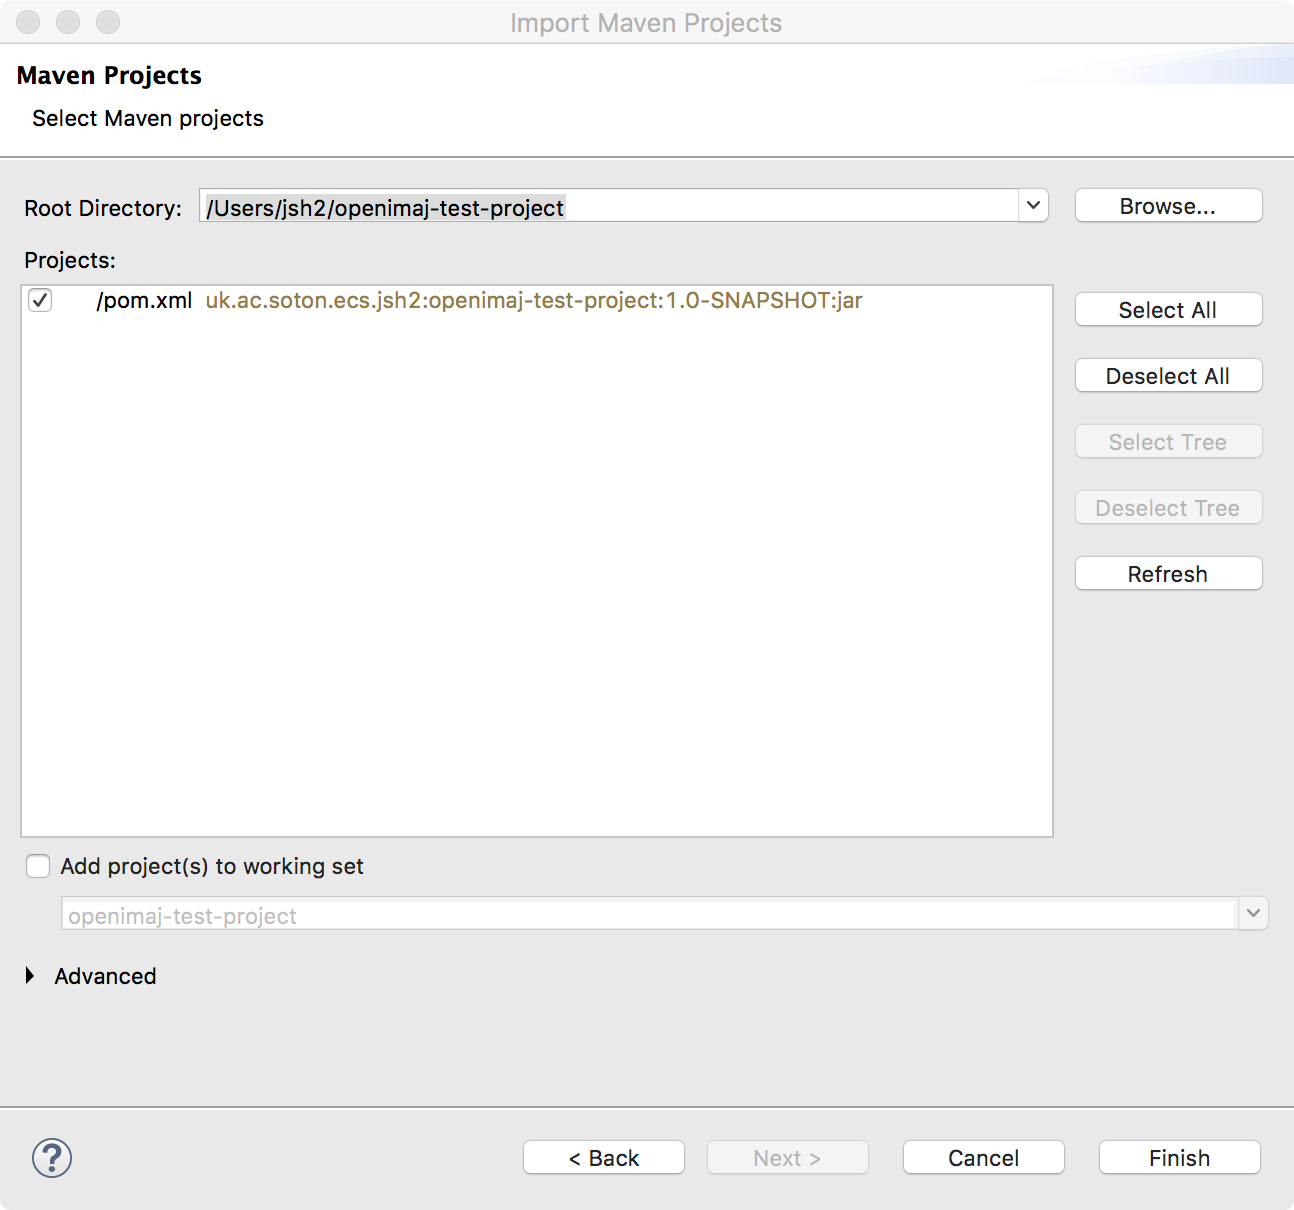 Import Maven Projects
Maven Projects
Select Maven projects
Root Directory: /Users/jsh2/openimaj-test-project Browse...
Projects:
/pom.xml uk.ac.soton.ecs.jsh2:openimaj-test-project:1.0-SNAPSHOT:jar
Select All
Deselect All
Select Tree
Deselect Tree
Refresh
Add project(s) to working set
openimaj-test-project
Advanced
? < Back Next > Cancel Finish